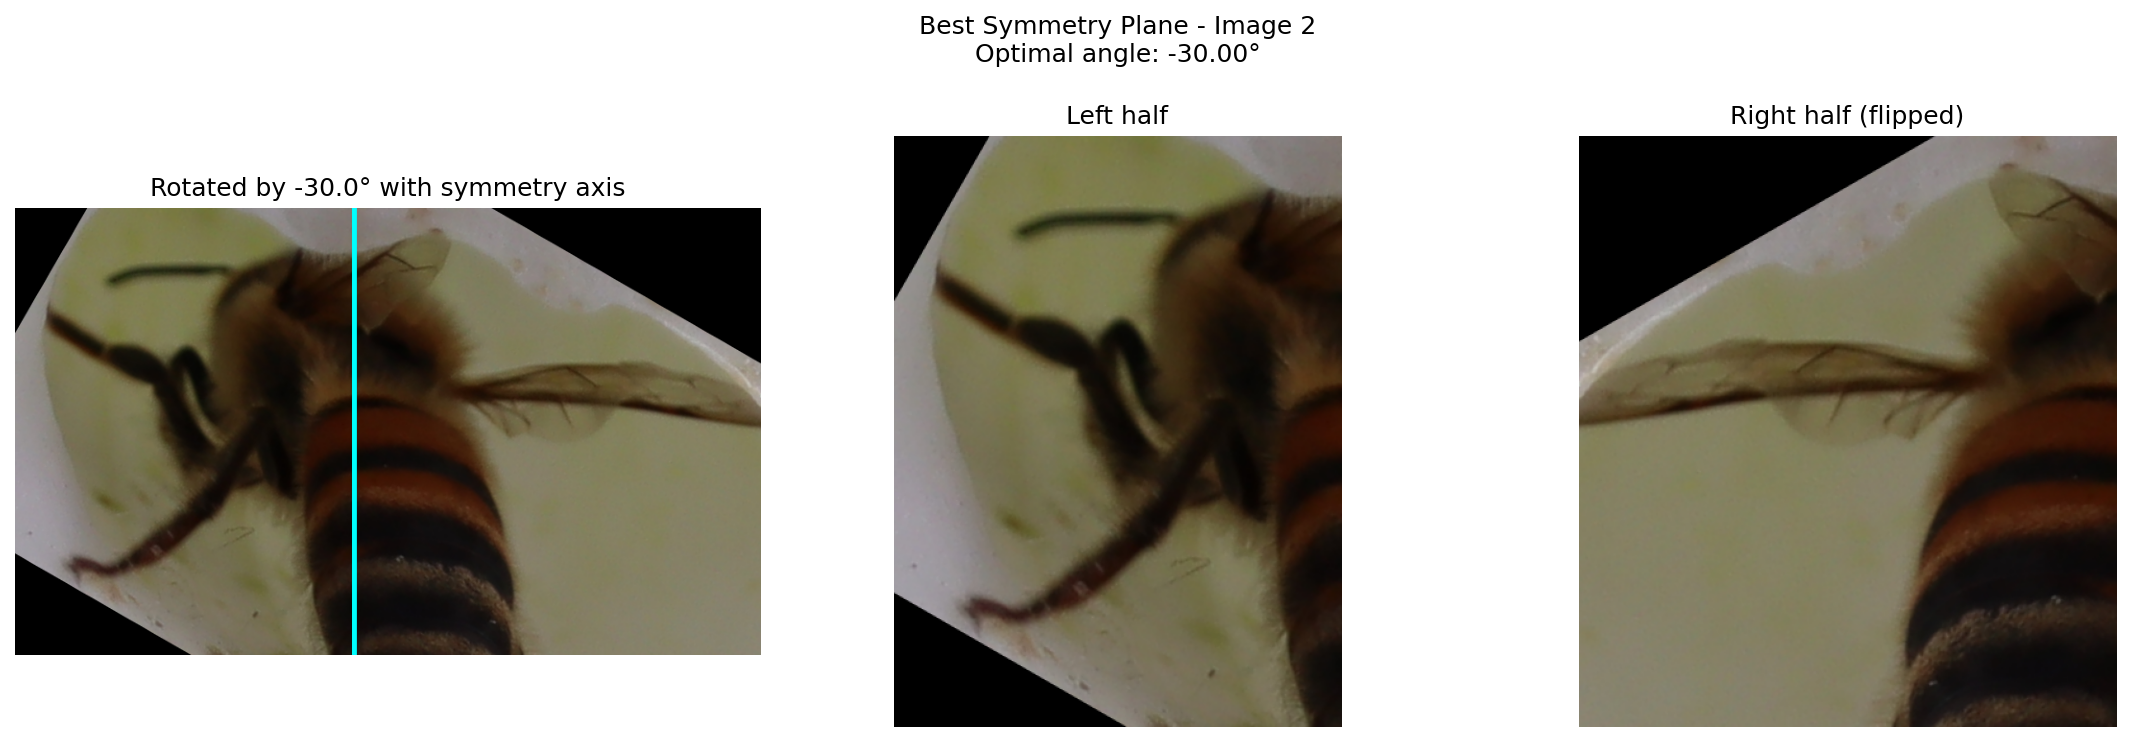 Best Symmetry Plane - Image 2
Optimal angle: -30.00°
Rotated by -30.0° with symmetry axis
Left half
Right half (flipped)